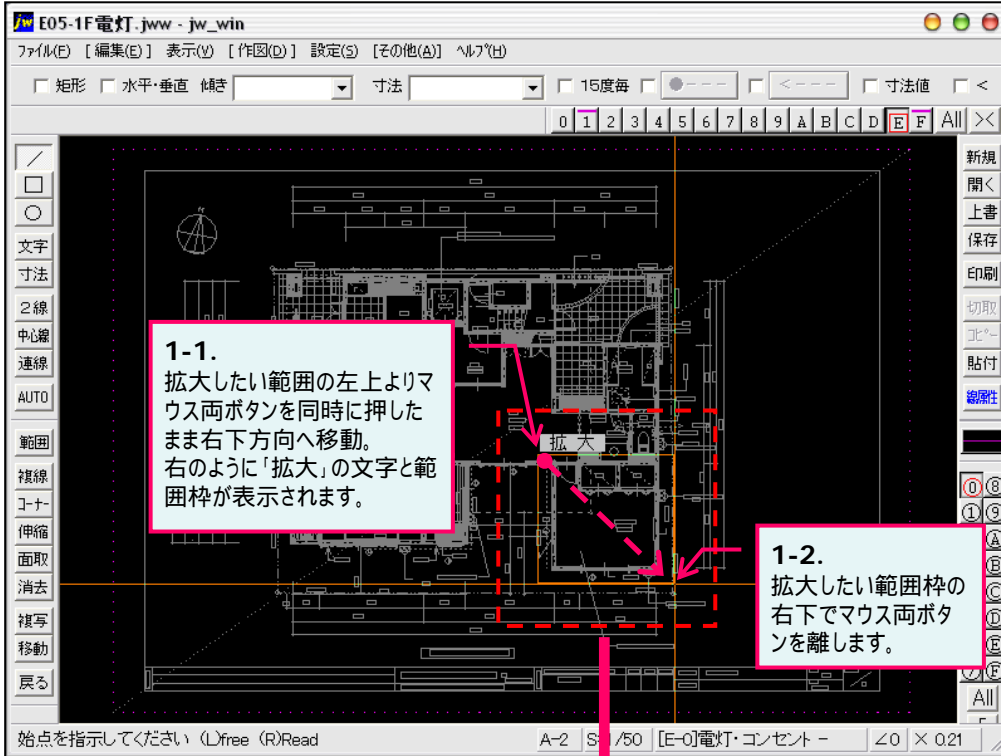 E05-1F電灯.jww - jw_win
ﾌｧｲﾙ(F) [編集(E)] 表示(V) [作図(D)] 設定(S) [その他(A)] ﾍﾙﾌﾟ(H)
矩形 水平・垂直 傾き 寸法 15度毎 ●--- <--- 寸法値 <
0 1 2 3 4 5 6 7 8 9 A B C D E F All ><
／
□
○
文字
寸法
２線
中心線
連線
AUTO
範囲
複線
ｺｰﾅｰ
伸縮
面取
消去
複写
移動
戻る
1-1.
拡大したい範囲の左上よりマ
ウス両ボタンを同時に押した
まま右下方向へ移動。
右のように「拡大」の文字と範
囲枠が表示されます。
拡 大
1-2.
拡大したい範囲枠の
右下でマウス両ボタ
ンを離します。
新規
開く
上書
保存
印刷
切取
ｺﾋﾟｰ
貼付
線属性
⓪ ⑧
① ⑨
Ⓐ
Ⓑ
Ⓒ
Ⓓ
Ⓔ
⑦ Ⓕ
All
始点を指示してください (L)free (R)Read
A-2 S=1/50 [E-0]電灯・コンセント - ∠0 × 0.21